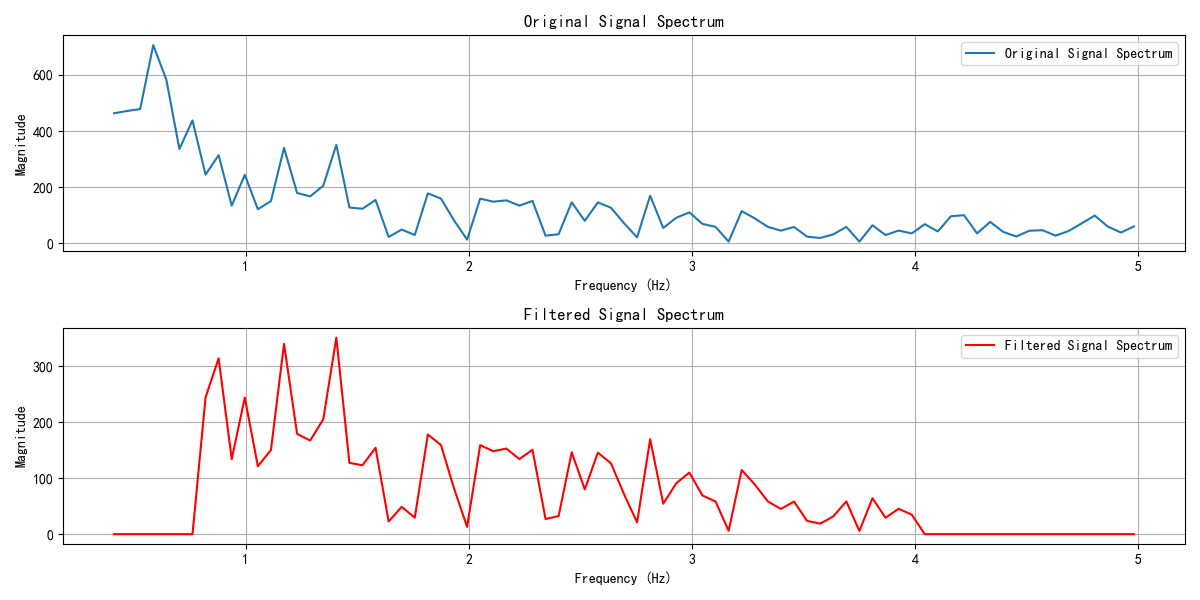 Original Signal Spectrum
Original Signal Spectrum
Magnitude
600
400
200
0
1 2 3 4 5
Frequency (Hz)
Filtered Signal Spectrum
Filtered Signal Spectrum
Magnitude
300
200
100
0
1 2 3 4 5
Frequency (Hz)